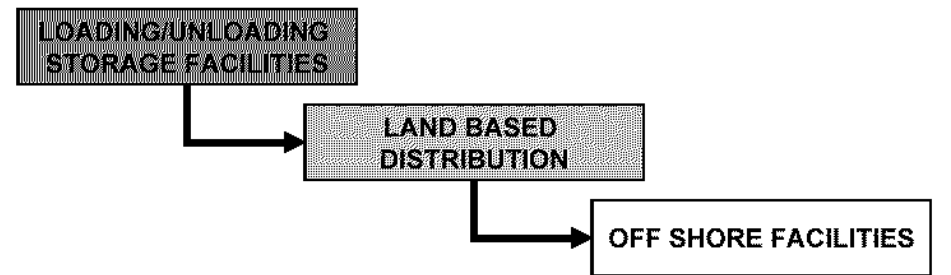 LOADING/UNLOADING
STORAGE FACILITIES
LAND BASED
DISTRIBUTION
OFF SHORE FACILITIES